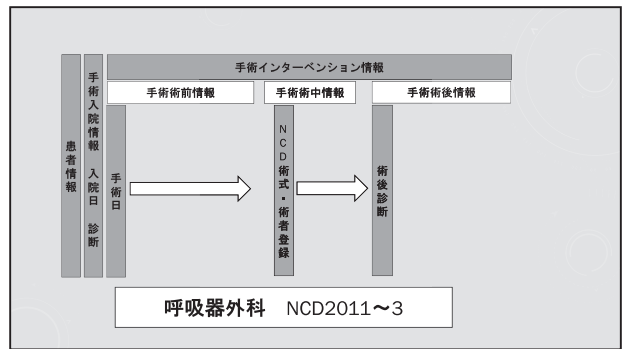 手術インターベンション情報
手術術前情報
手術術中情報
手術術後情報
患者情報
手術入院情報 入院日 診断
手術日
NCD術式・術者登録
術後診断
呼吸器外科 NCD2011〜3